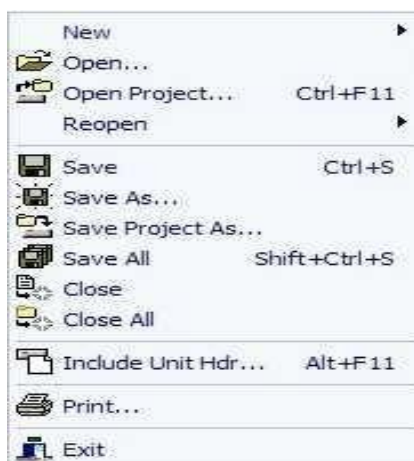 New
Open...
Open Project... Ctrl+F11
Reopen
Save Ctrl+S
Save As...
Save Project As...
Save All Shift+Ctrl+S
Close
Close All
Include Unit Hdr... Alt+F11
Print...
Exit